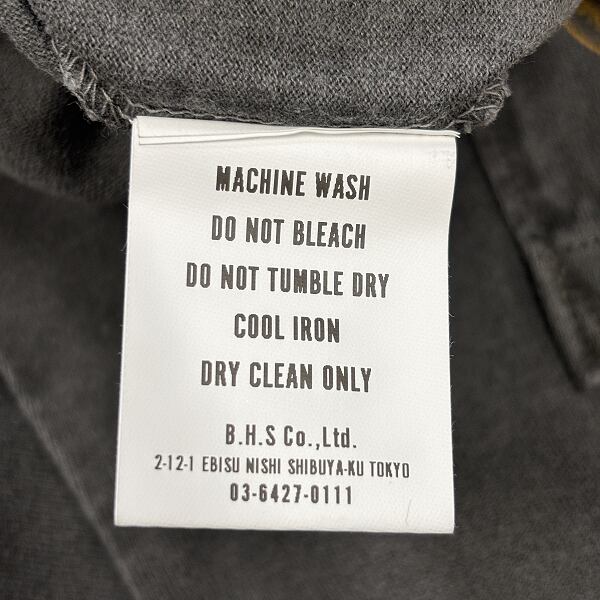 MACHINE WASH
DO NOT BLEACH
DO NOT TUMBLE DRY
COOL IRON
DRY CLEAN ONLY
B.H.S Co.,Ltd.
2-12-1 EBISU NISHI SHIBUYA-KU TOKYO
03-6427-0111